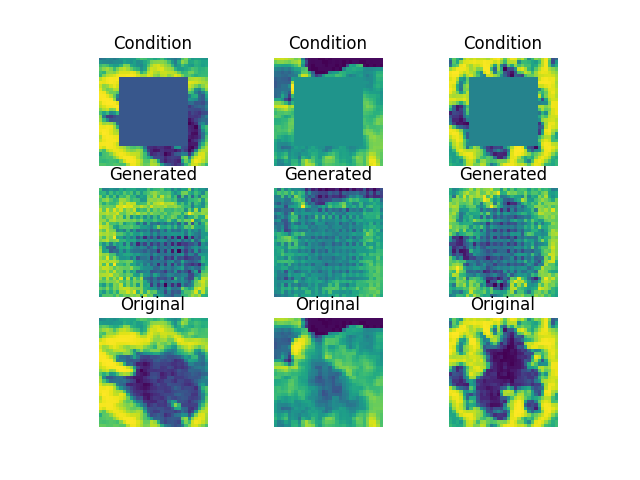 Condition Condition Condition
Generated Generated Generated
Original Original Original